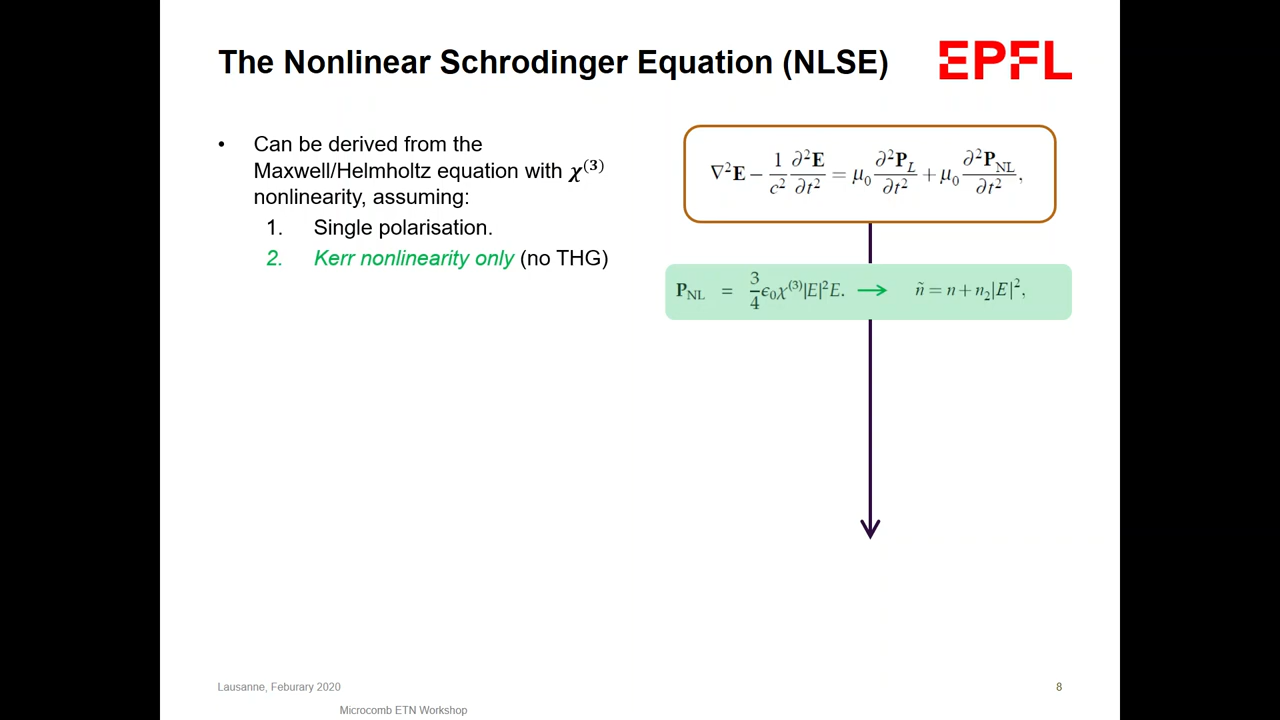 The Nonlinear Schrodinger Equation (NLSE)
EPFL
• Can be derived from the
Maxwell/Helmholtz equation with χ⁽³⁾
nonlinearity, assuming:
1. Single polarisation.
2. Kerr nonlinearity only (no THG)
∇²E − 1/c² ∂²E/∂t² = μ₀ ∂²P_L/∂t² + μ₀ ∂²P_NL/∂t²,
P_NL = 3/4 ϵ₀χ⁽³⁾|E|²E. → ñ = n + n₂|E|²,
Lausanne, Feburary 2020
8
Microcomb ETN Workshop